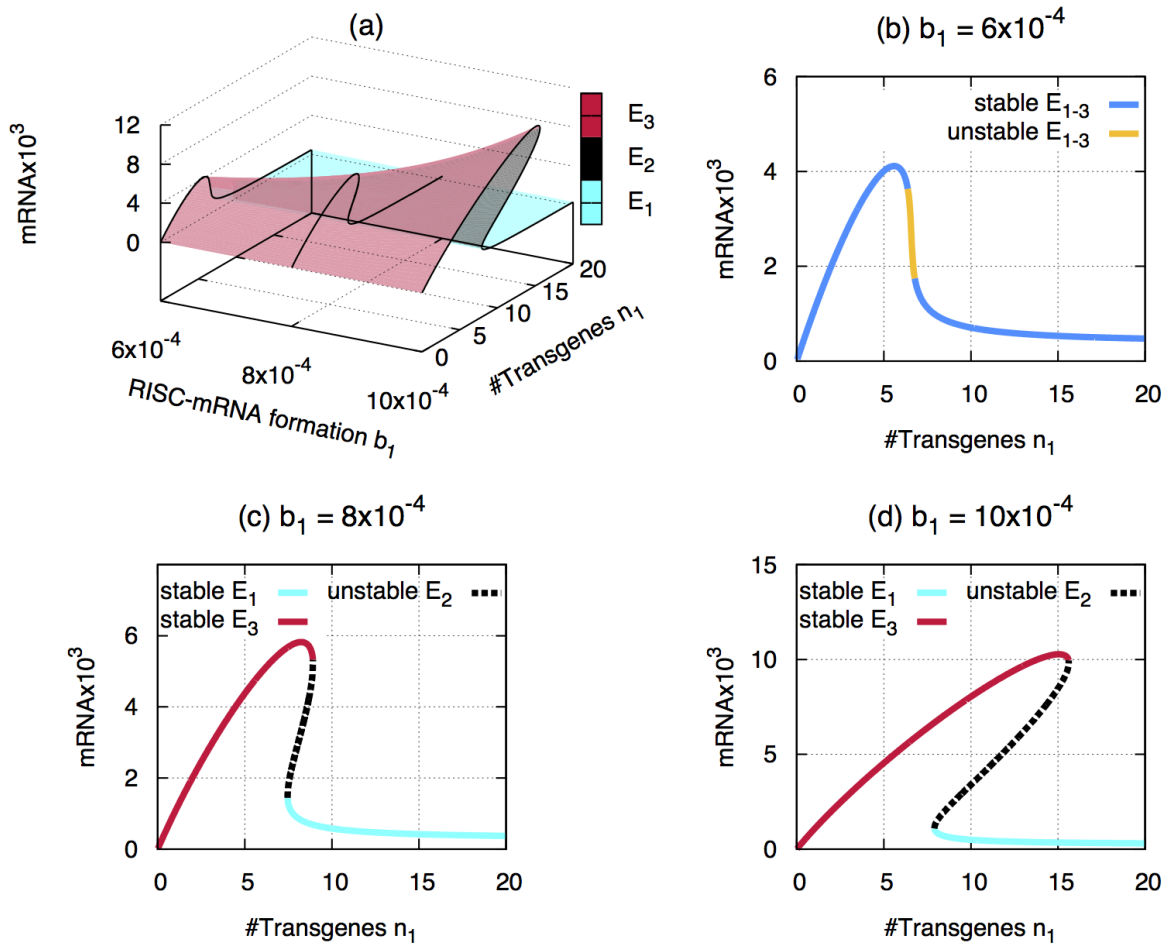 (a)
mRNAx10³
12
8
4
0
E₃
E₂
E₁
6x10⁻⁴
8x10⁻⁴
10x10⁻⁴
RISC-mRNA formation b₁
0
5
10
15
20
#Transgenes n₁
(b) b₁ = 6x10⁻⁴
stable E₁₋₃
unstable E₁₋₃
mRNAx10³
6
4
2
0
0 5 10 15 20
#Transgenes n₁
(c) b₁ = 8x10⁻⁴
stable E₁ unstable E₂
stable E₃
mRNAx10³
6
4
2
0
0 5 10 15 20
#Transgenes n₁
(d) b₁ = 10x10⁻⁴
stable E₁ unstable E₂
stable E₃
mRNAx10³
15
10
5
0
0 5 10 15 20
#Transgenes n₁